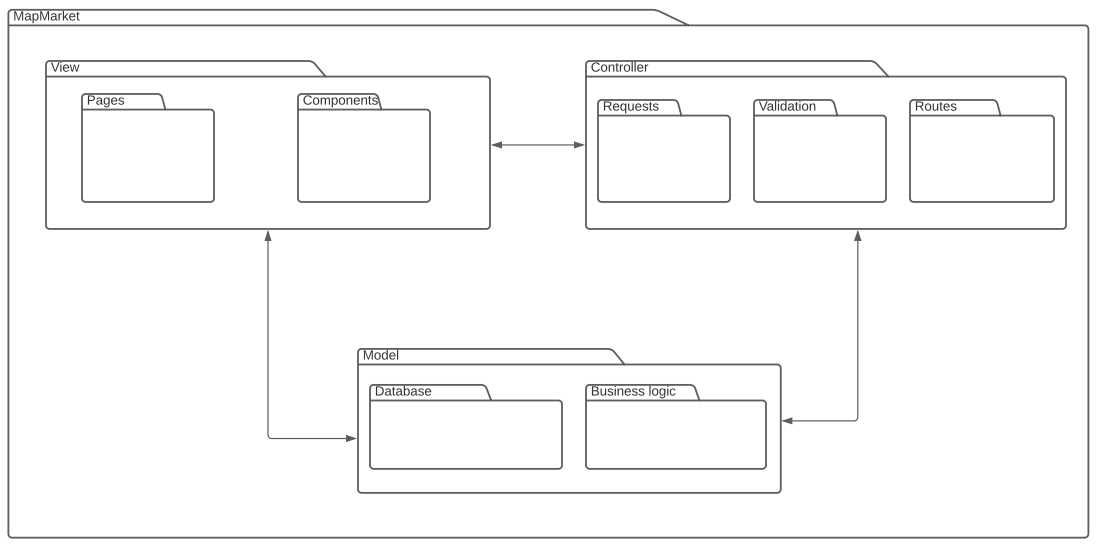 MapMarket
View
Controller
Pages
Components
Requests
Validation
Routes
Model
Database
Business logic